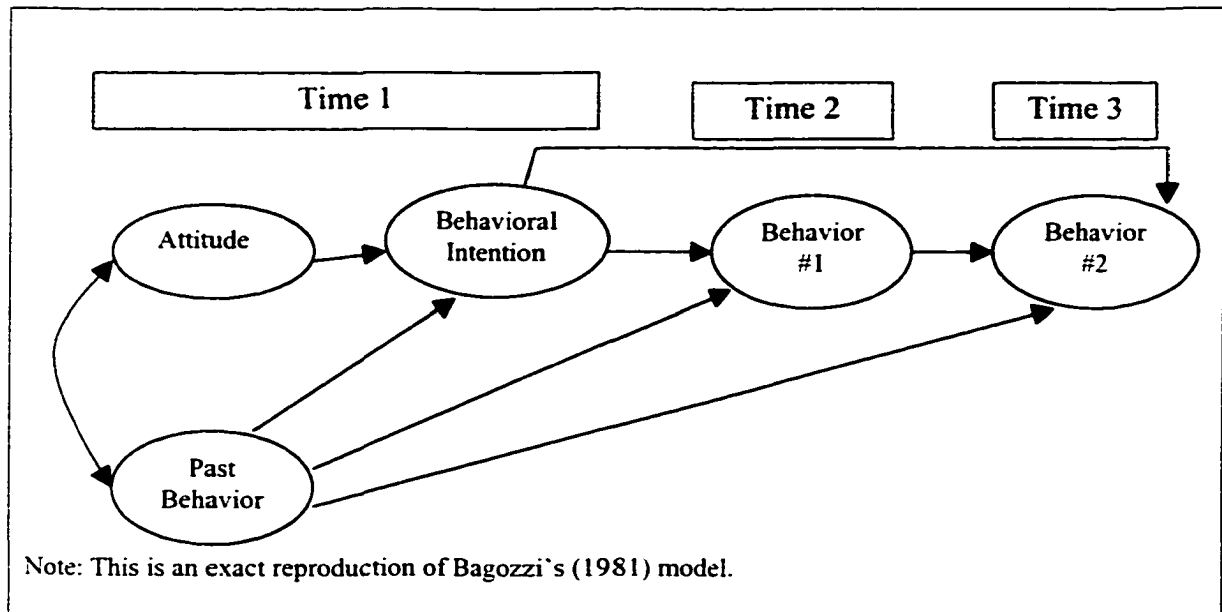 Time 1
Time 2
Time 3
Attitude
Behavioral
Intention
Behavior
#1
Behavior
#2
Past
Behavior
Note: This is an exact reproduction of Bagozzi`s (1981) model.